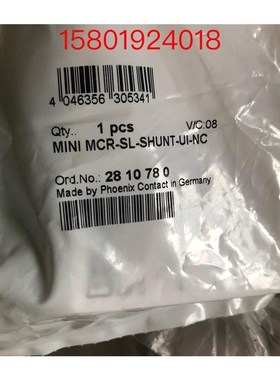 15801924018
4 046356 305341
Qty.. 1 pcs V/C:08
MINI MCR-SL-SHUNT-UI-NC
Ord.No.: 28 10 78 0
Made by Phoenix Contact in Germany